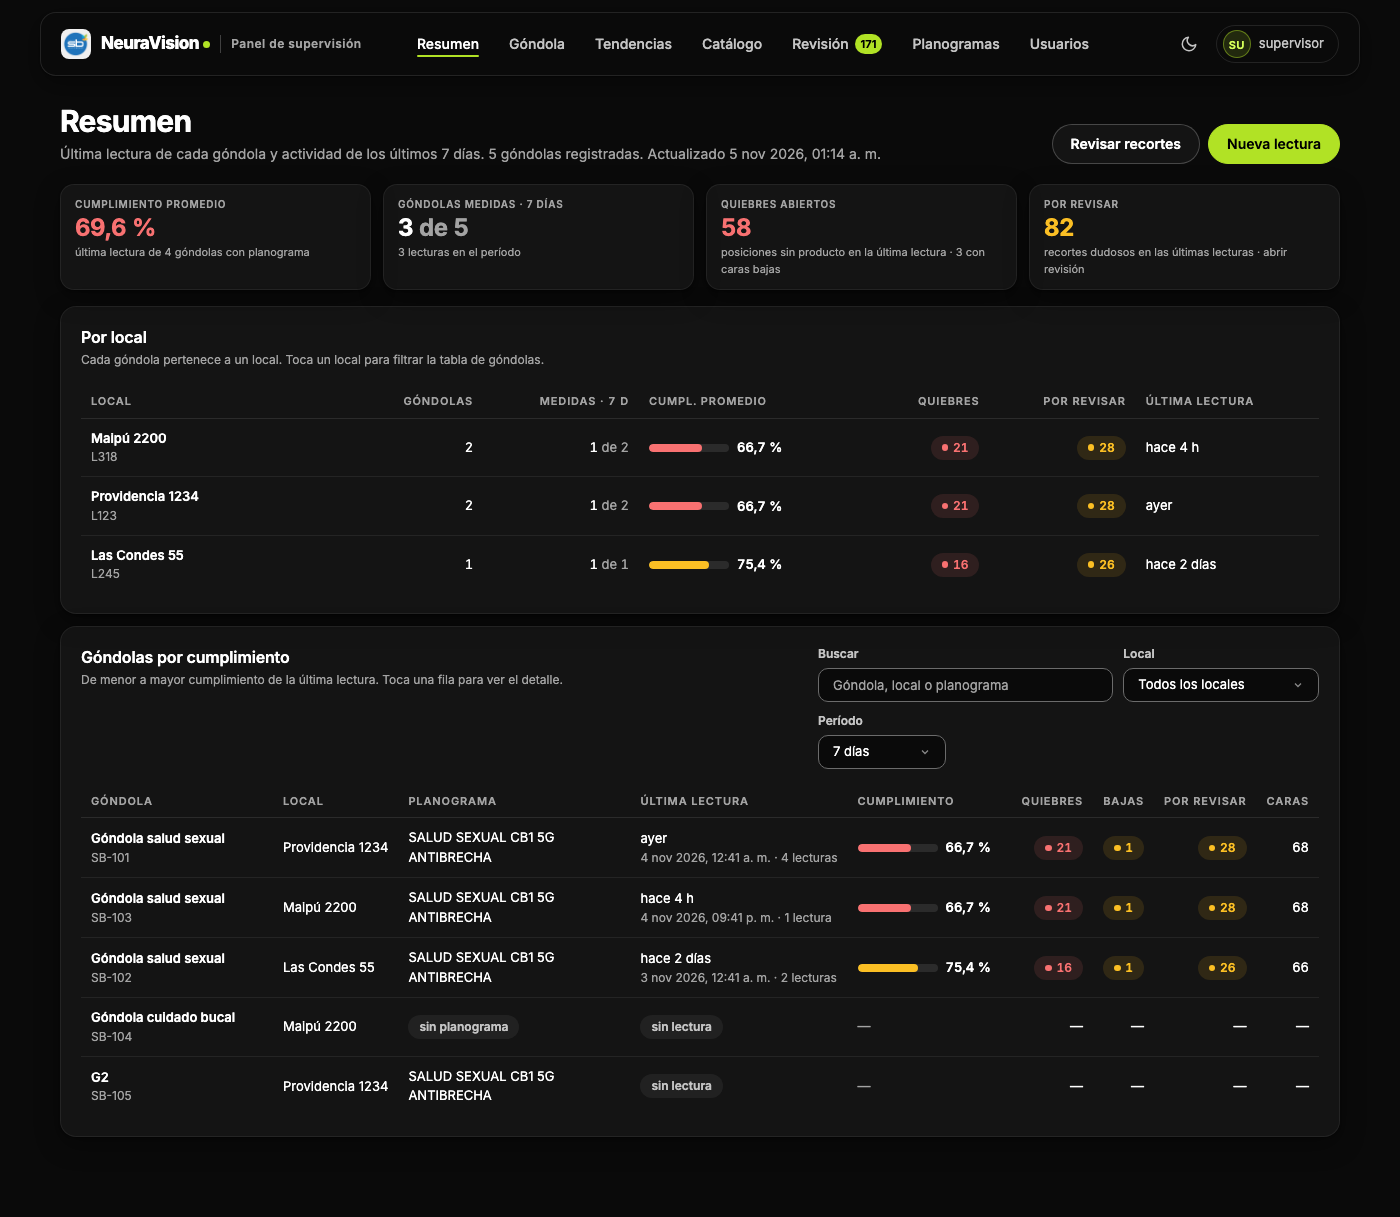 sb NeuraVision Panel de supervisión Resumen Góndola Tendencias Catálogo Revisión 171 Planogramas Usuarios SU supervisor
Resumen
Última lectura de cada góndola y actividad de los últimos 7 días. 5 góndolas registradas. Actualizado 5 nov 2026, 01:14 a. m.
Revisar recortes Nueva lectura
CUMPLIMIENTO PROMEDIO
69,6 %
última lectura de 4 góndolas con planograma
GÓNDOLAS MEDIDAS · 7 DÍAS
3 de 5
3 lecturas en el período
QUIEBRES ABIERTOS
58
posiciones sin producto en la última lectura · 3 con
caras bajas
POR REVISAR
82
recortes dudosos en las últimas lecturas · abrir
revisión
Por local
Cada góndola pertenece a un local. Toca un local para filtrar la tabla de góndolas.
LOCAL GÓNDOLAS MEDIDAS · 7 D CUMPL. PROMEDIO QUIEBRES POR REVISAR ÚLTIMA LECTURA
Maipú 2200
L318
2 1 de 2 66,7 % 21 28 hace 4 h
Providencia 1234
L123
2 1 de 2 66,7 % 21 28 ayer
Las Condes 55
L245
1 1 de 1 75,4 % 16 26 hace 2 días
Góndolas por cumplimiento
De menor a mayor cumplimiento de la última lectura. Toca una fila para ver el detalle.
Buscar
Góndola, local o planograma
Local
Todos los locales
Período
7 días
GÓNDOLA LOCAL PLANOGRAMA ÚLTIMA LECTURA CUMPLIMIENTO QUIEBRES BAJAS POR REVISAR CARAS
Góndola salud sexual
SB-101
Providencia 1234
SALUD SEXUAL CB1 5G
ANTIBRECHA
ayer
4 nov 2026, 12:41 a. m. · 4 lecturas
66,7 % 21 1 28 68
Góndola salud sexual
SB-103
Maipú 2200
SALUD SEXUAL CB1 5G
ANTIBRECHA
hace 4 h
4 nov 2026, 09:41 p. m. · 1 lectura
66,7 % 21 1 28 68
Góndola salud sexual
SB-102
Las Condes 55
SALUD SEXUAL CB1 5G
ANTIBRECHA
hace 2 días
3 nov 2026, 12:41 a. m. · 2 lecturas
75,4 % 16 1 26 66
Góndola cuidado bucal
SB-104
Maipú 2200
sin planograma
sin lectura
— — — — —
G2
SB-105
Providencia 1234
SALUD SEXUAL CB1 5G
ANTIBRECHA
sin lectura
— — — — —